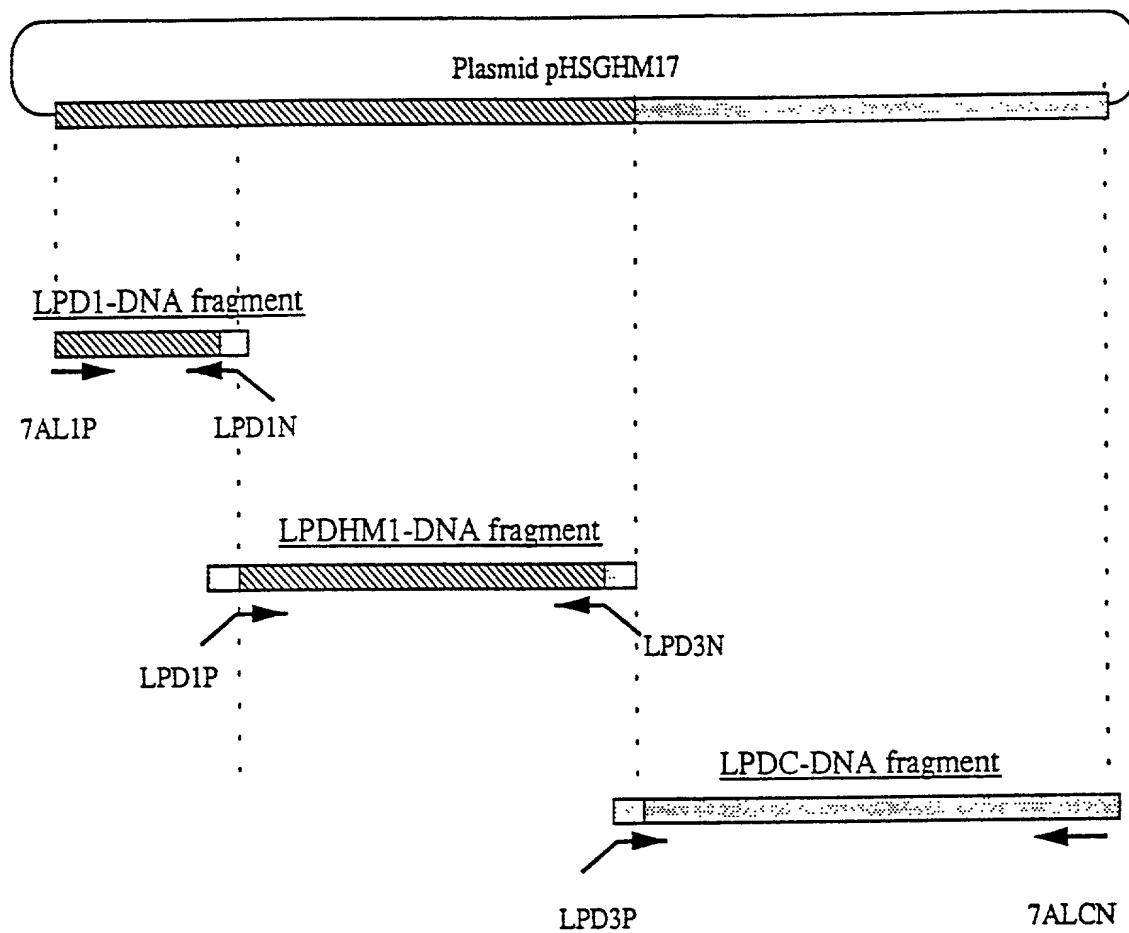 Plasmid pHSGHM17
LPD1-DNA fragment
7AL1P
LPD1N
LPDHM1-DNA fragment
LPD1P
LPD3N
LPDC-DNA fragment
LPD3P
7ALCN